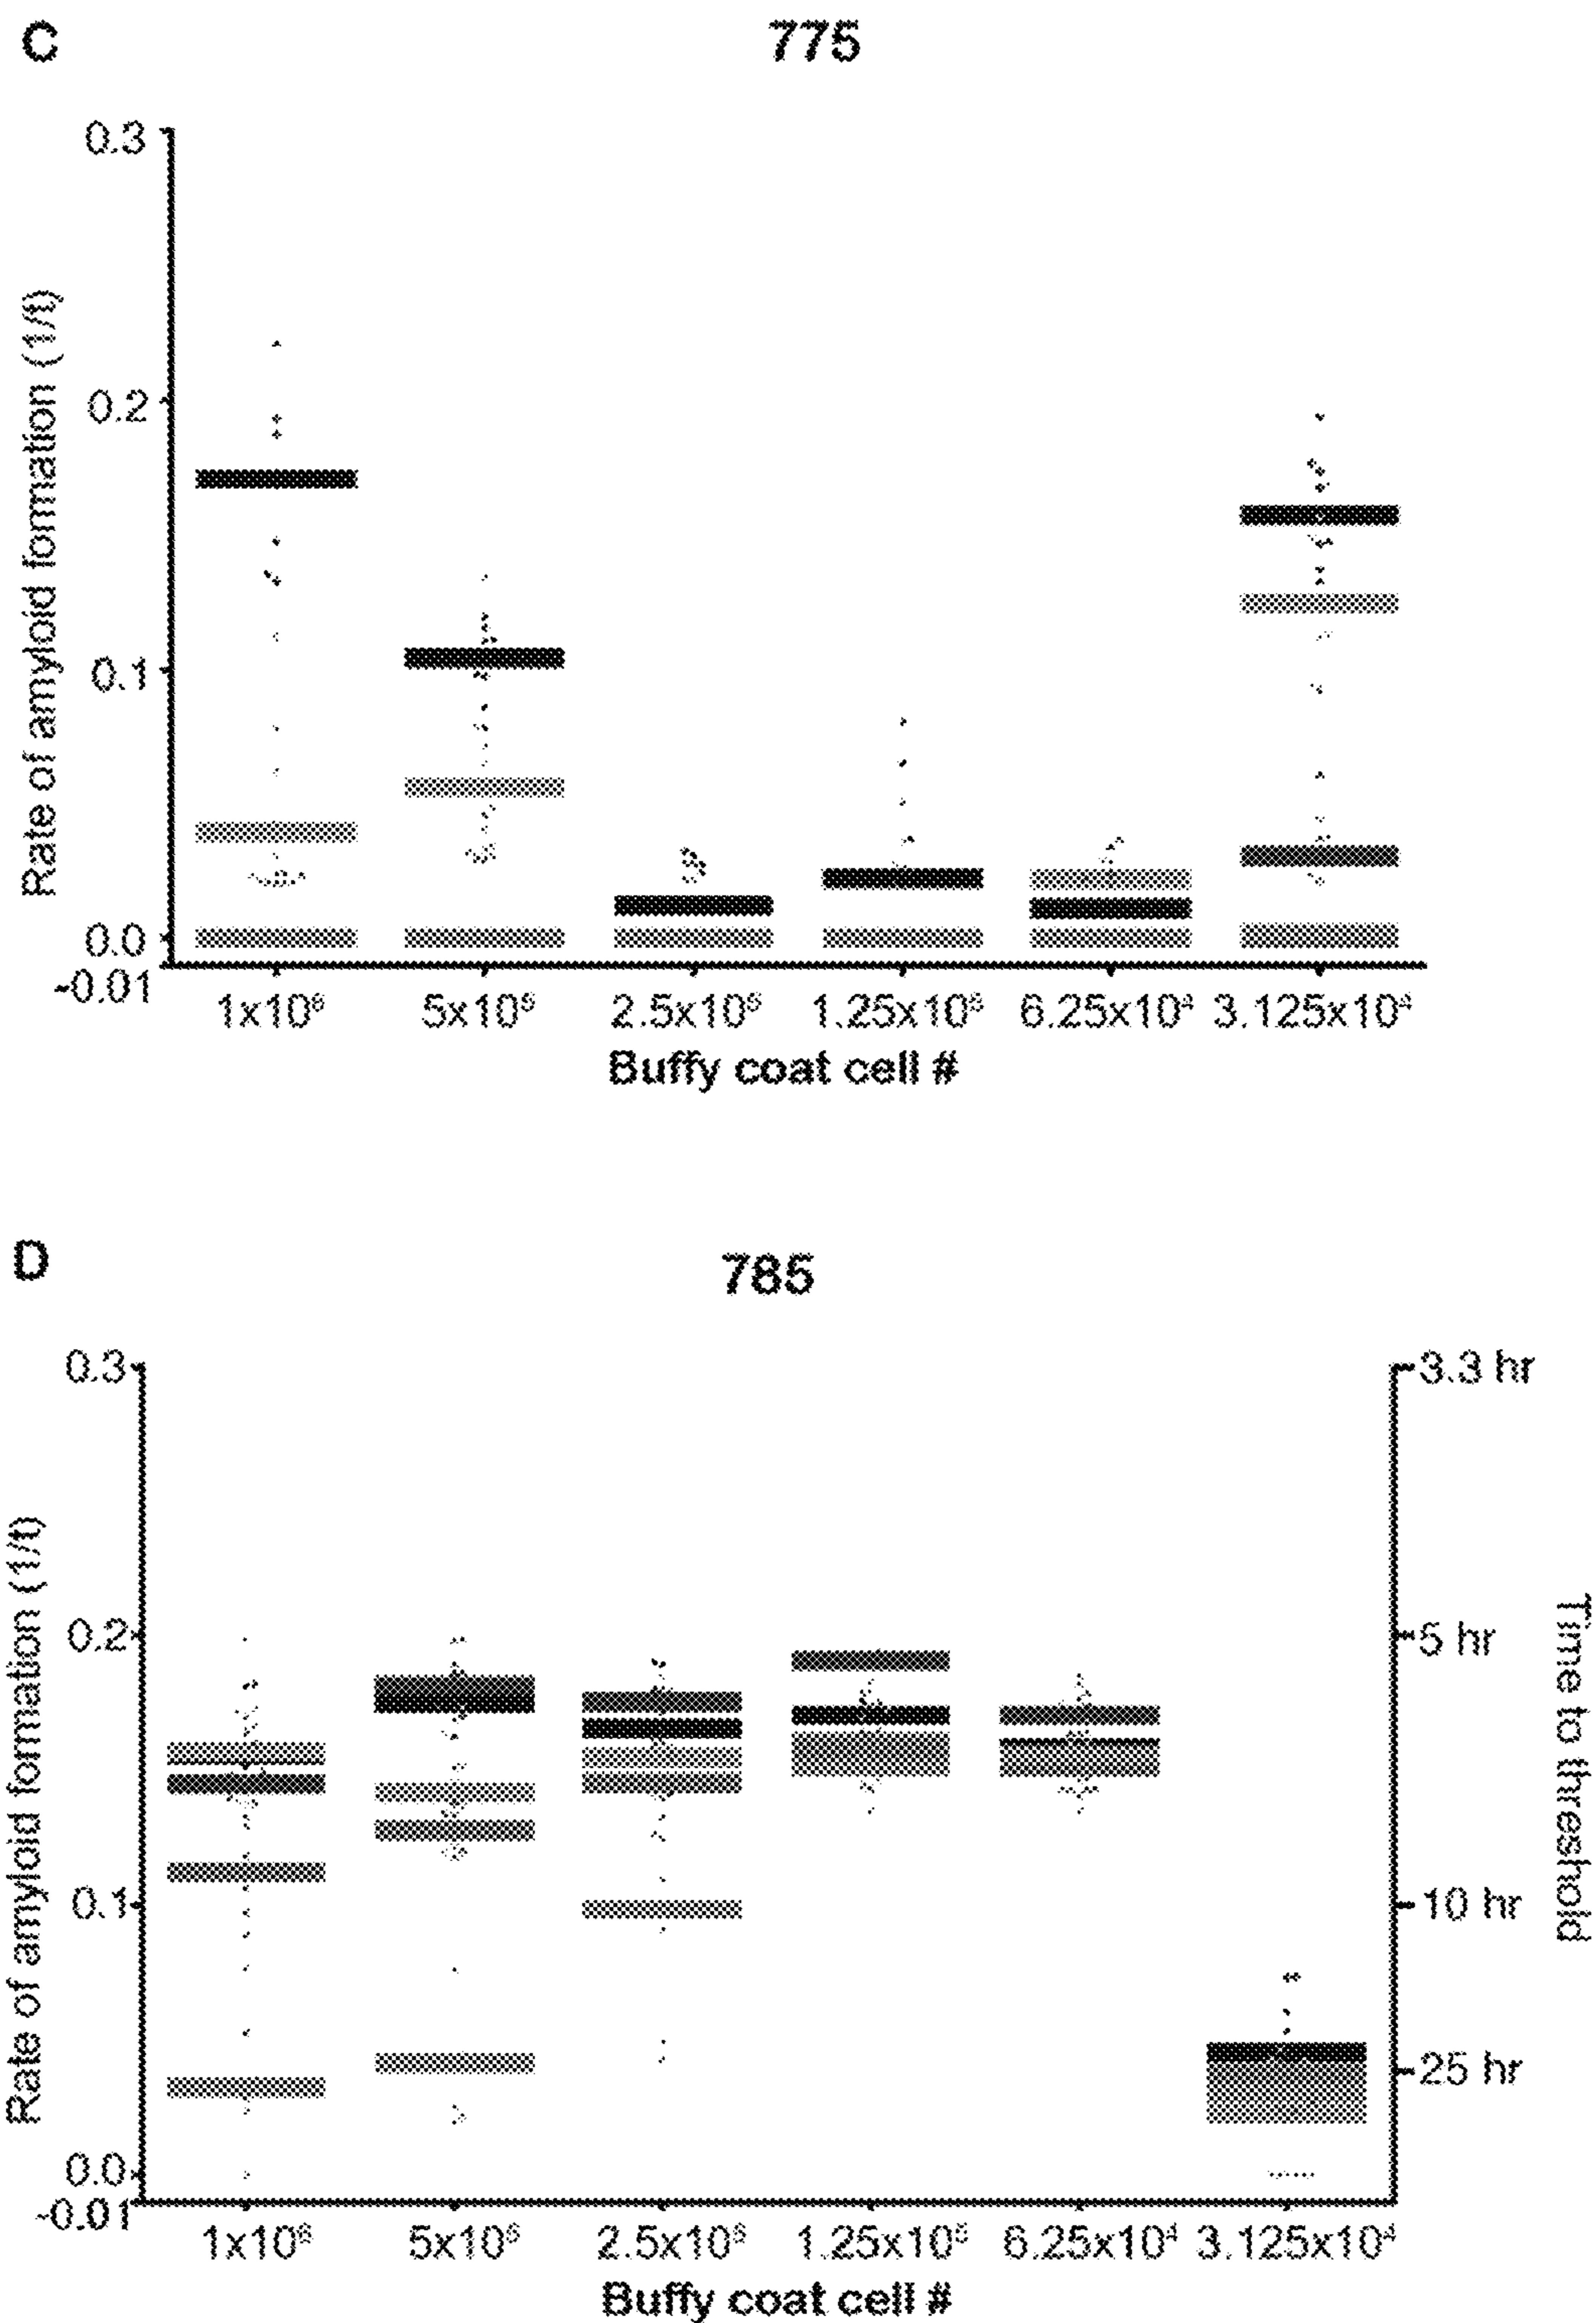 C
775
0.3
0.2
0.1
0.0
-0.01
Rate of amyloid formation (1/t)
1x10⁶ 5x10⁵ 2.5x10⁵ 1.25x10⁵ 6.25x10⁴ 3.125x10⁴
Buffy coat cell #
D
785
0.3
0.2
0.1
0.0
-0.01
Rate of amyloid formation (1/t)
3.3 hr
5 hr
10 hr
25 hr
Time to threshold
1x10⁶ 5x10⁵ 2.5x10⁵ 1.25x10⁵ 6.25x10⁴ 3.125x10⁴
Buffy coat cell #